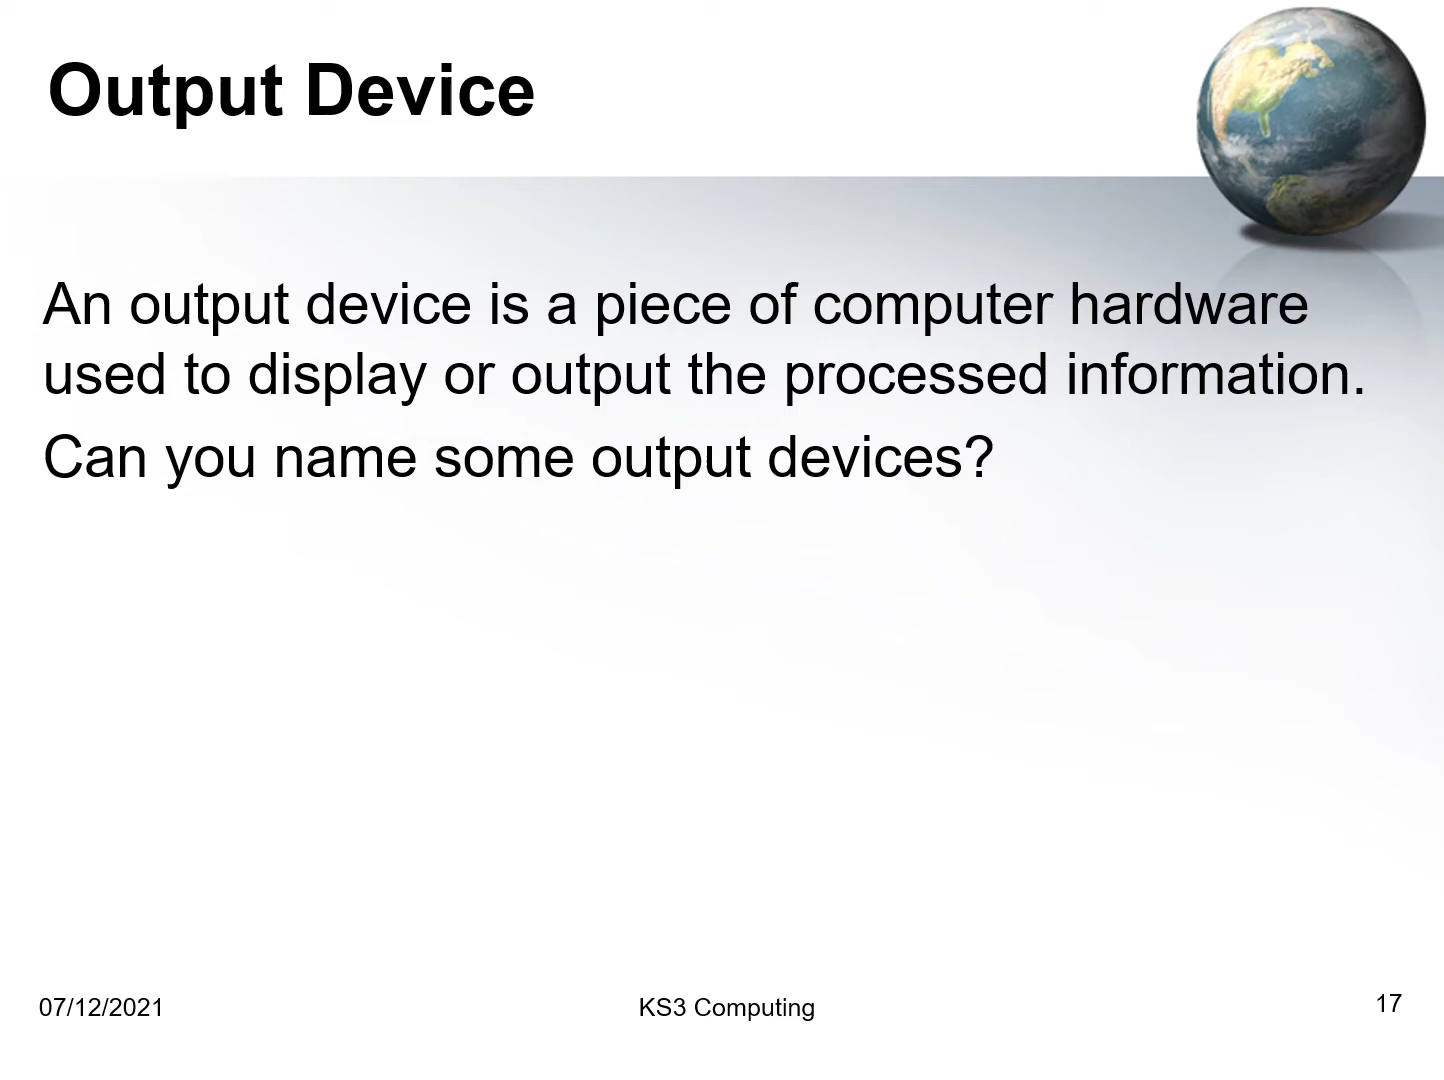 Output Device
An output device is a piece of computer hardware
used to display or output the processed information.
Can you name some output devices?
07/12/2021
KS3 Computing
17